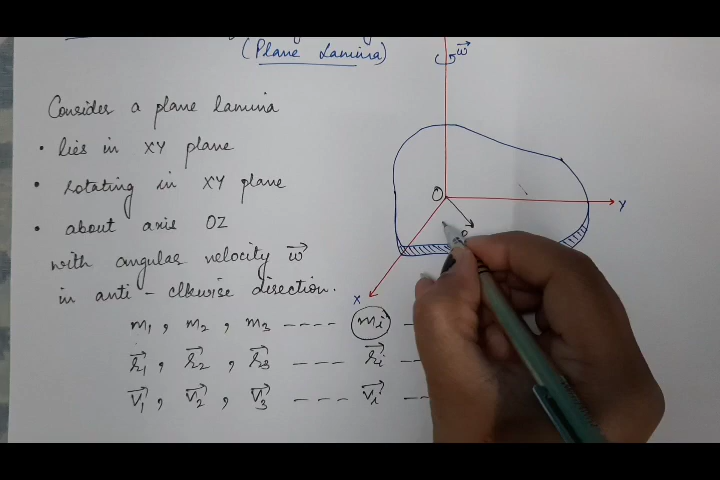 (Plane Lamina)
w⃗
Consider a plane lamina
• lies in XY plane
• rotating in XY plane
• about axis OZ
with angular velocity w⃗
in anti-clkwise direction.
m₁ , m₂ , m₃ ---- mᵢ --
r⃗₁ , r⃗₂ , r⃗₃ ---- r⃗ᵢ ---
v⃗₁ , v⃗₂ , v⃗₃ ---- v⃗ᵢ --
O
Y
X